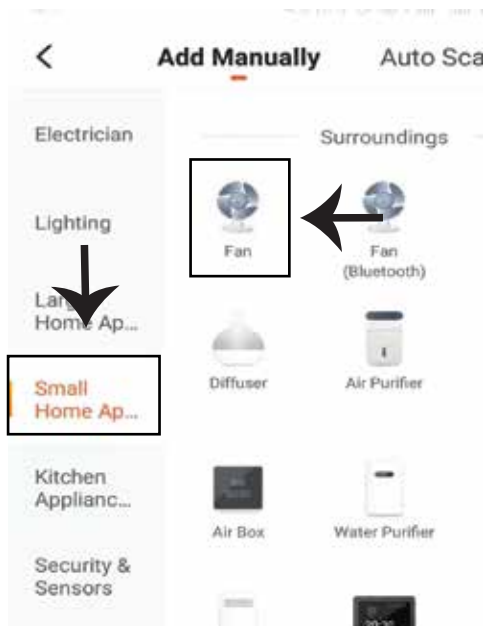 Add Manually
Auto Sca
Electrician
Lighting
Home Ap...
Small
Home Ap...
Kitchen
Applianc...
Security &
Sensors
Surroundings
Fan
Fan
(Bluetooth)
Diffuser
Air Purifier
Air Box
Water Purifier